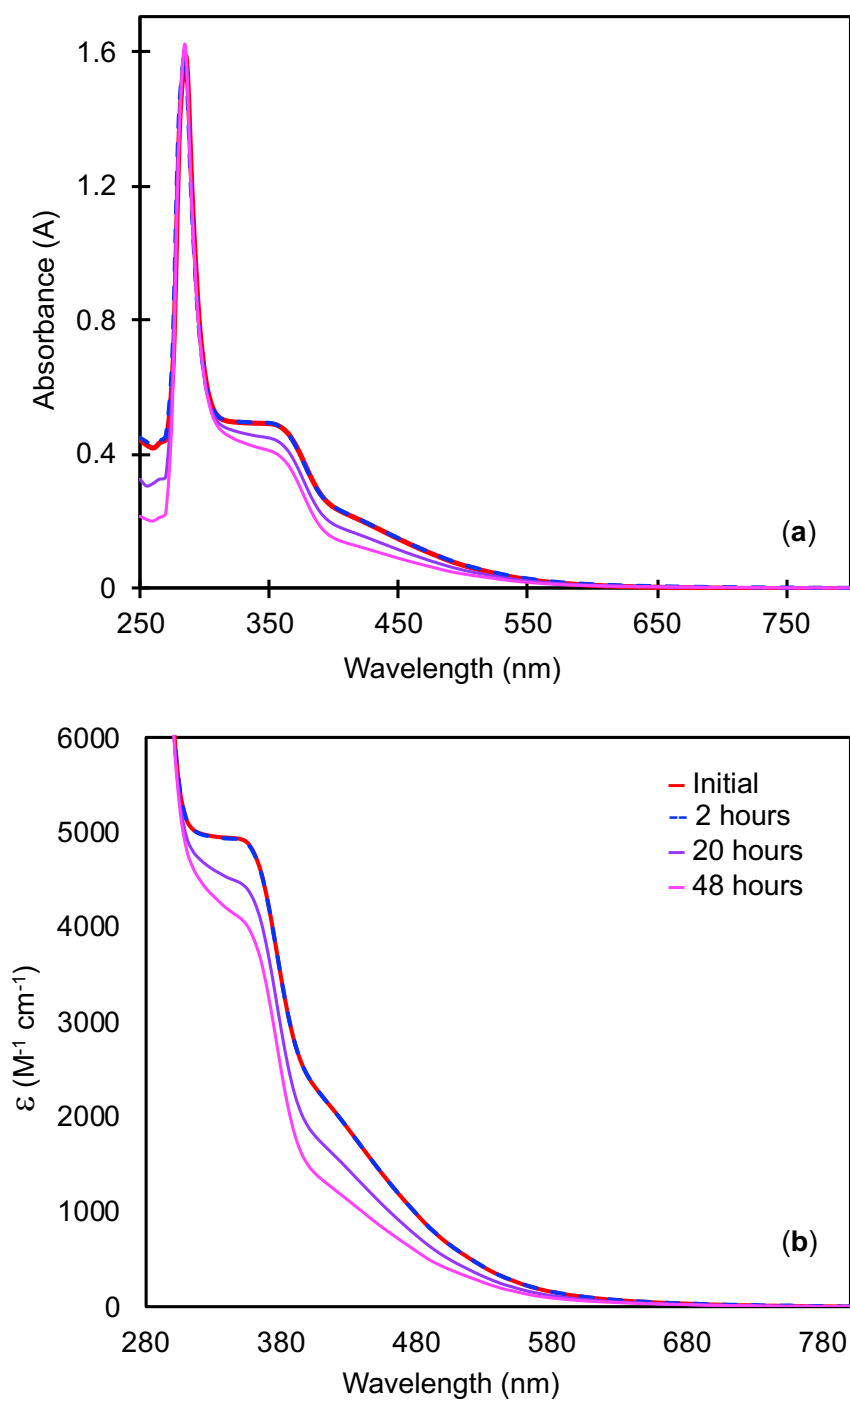 1.6
1.2
0.8
0.4
0
Absorbance (A)
250 350 450 550 650 750
Wavelength (nm)
(a)
6000
5000
4000
3000
2000
1000
0
ε (M-1 cm-1)
Initial
2 hours
20 hours
48 hours
(b)
280 380 480 580 680 780
Wavelength (nm)